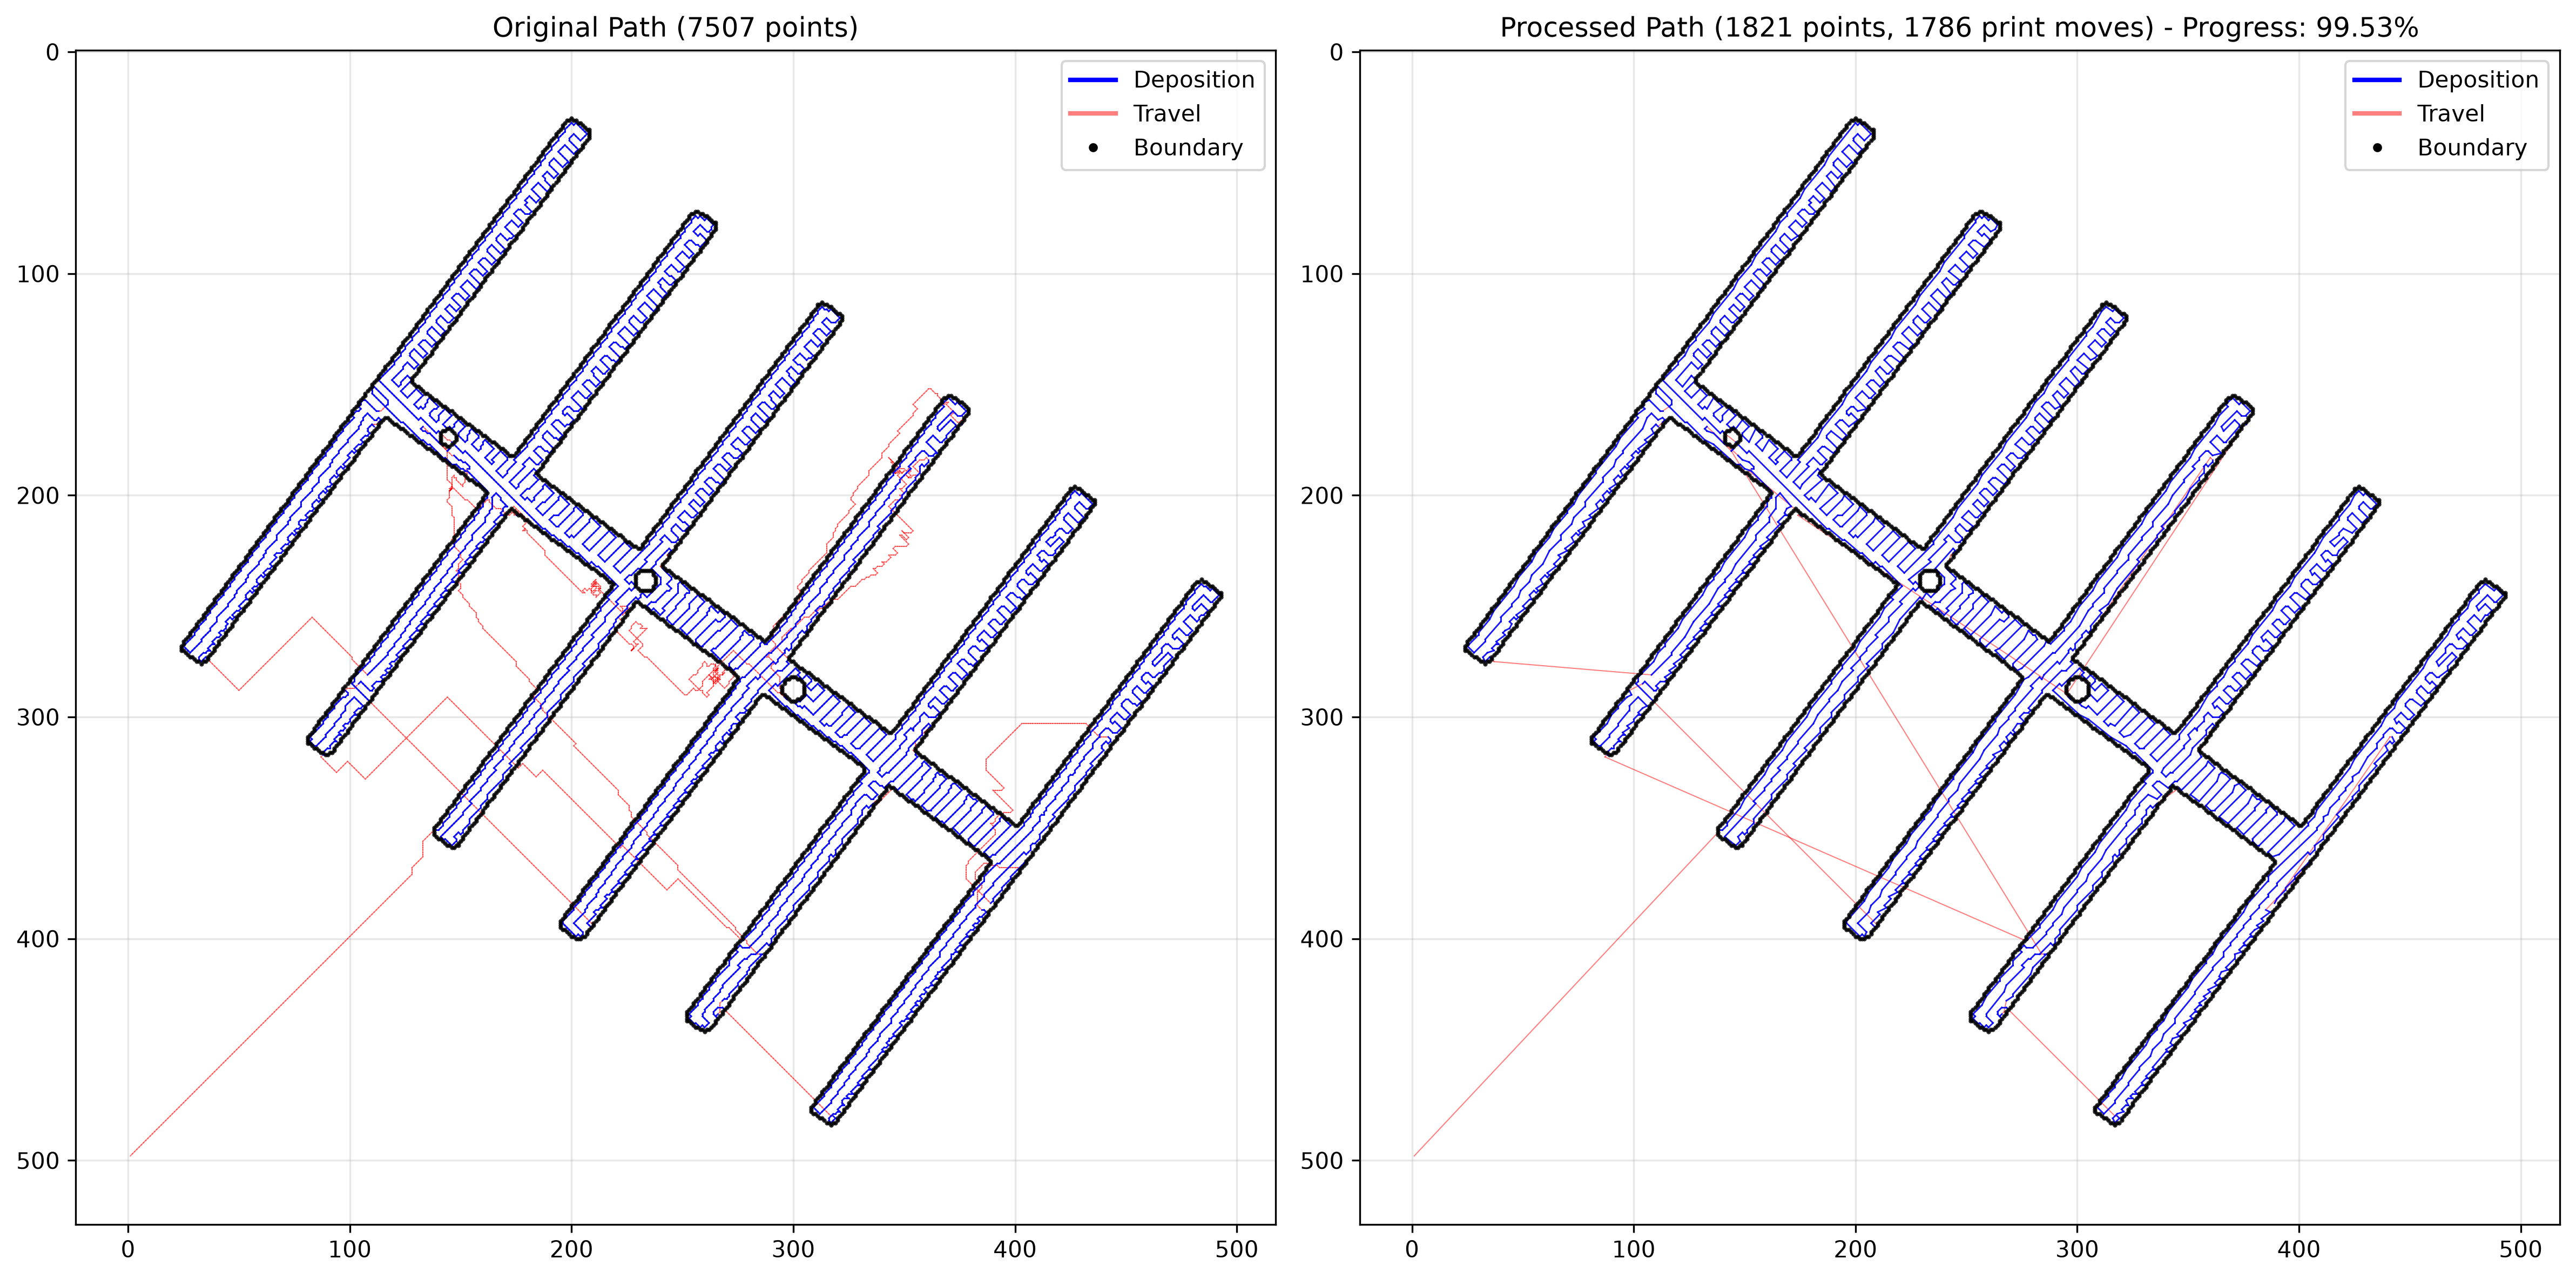 Original Path (7507 points)
0
100
200
300
400
500
0 100 200 300 400 500
Deposition
Travel
Boundary
Processed Path (1821 points, 1786 print moves) - Progress: 99.53%
0
100
200
300
400
500
0 100 200 300 400 500
Deposition
Travel
Boundary